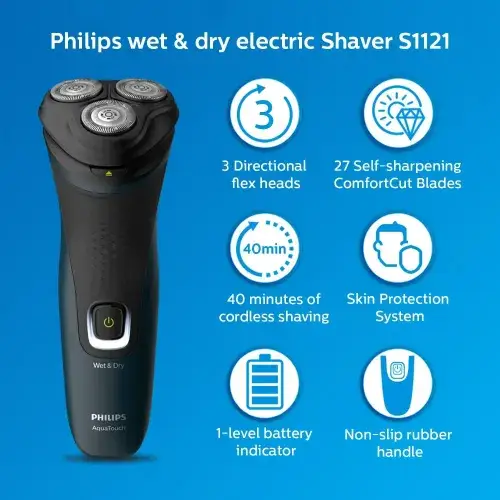 Philips wet & dry electric Shaver S1121
3
3 Directional
flex heads
27 Self-sharpening
ComfortCut Blades
40min
40 minutes of
cordless shaving
Skin Protection
System
Wet & Dry
PHILIPS
AquaTouch
1-level battery
indicator
Non-slip rubber
handle